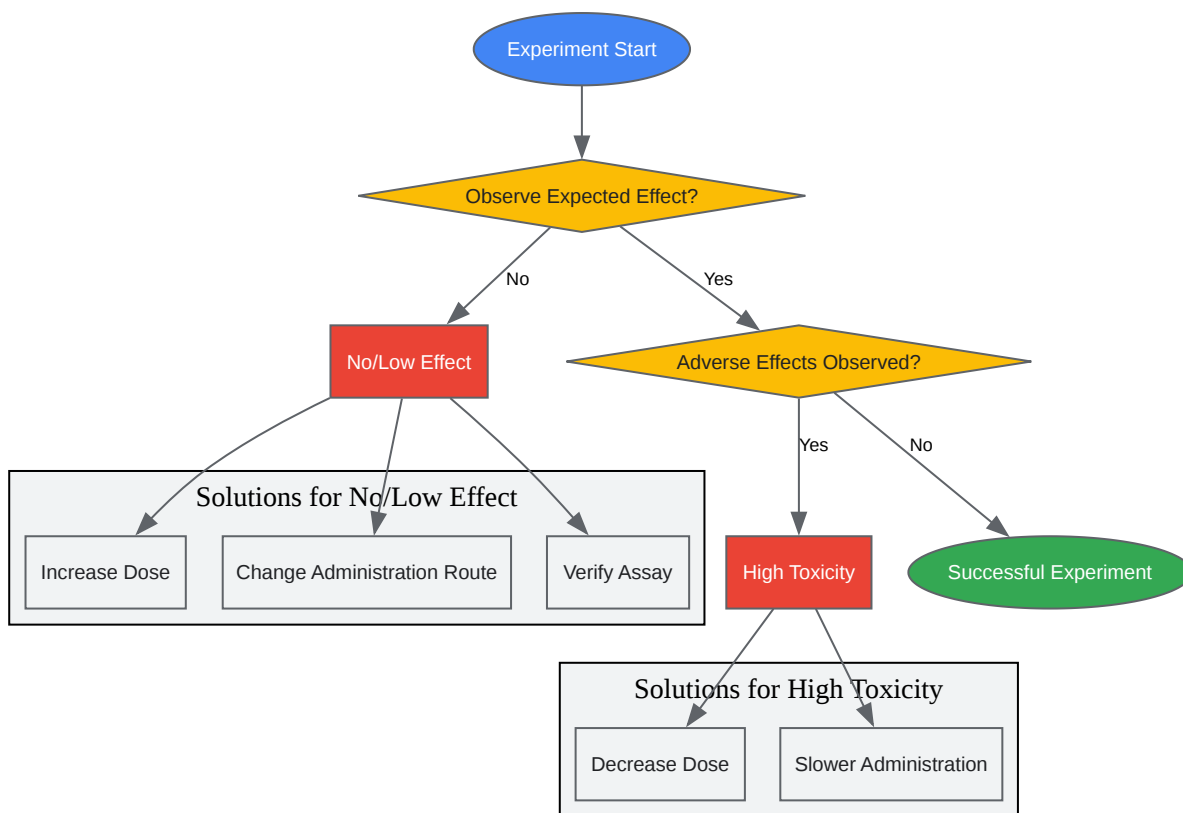 Experiment Start
Observe Expected Effect?
No
Yes
No/Low Effect
Adverse Effects Observed?
Yes
No
Solutions for No/Low Effect
Increase Dose
Change Administration Route
Verify Assay
High Toxicity
Successful Experiment
Solutions for High Toxicity
Decrease Dose
Slower Administration